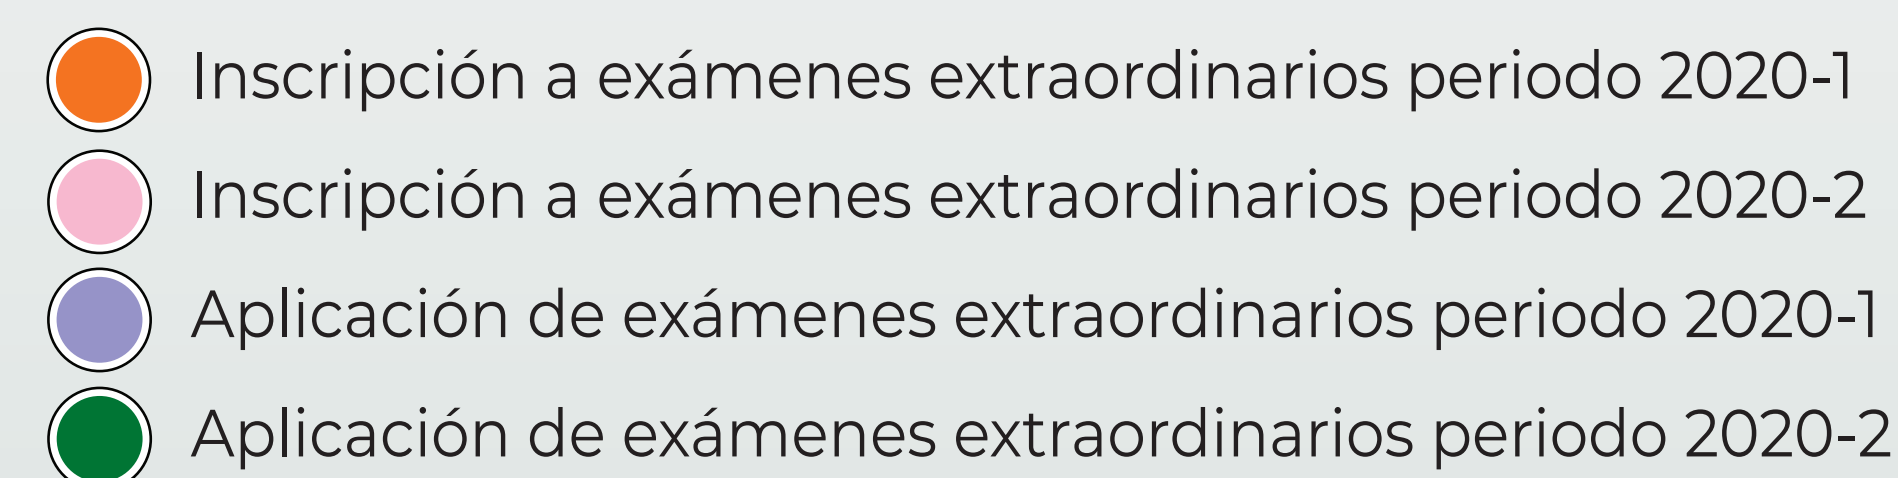 Inscripción a exámenes extraordinarios periodo 2020-1
Inscripción a exámenes extraordinarios periodo 2020-2
Aplicación de exámenes extraordinarios periodo 2020-1
Aplicación de exámenes extraordinarios periodo 2020-2